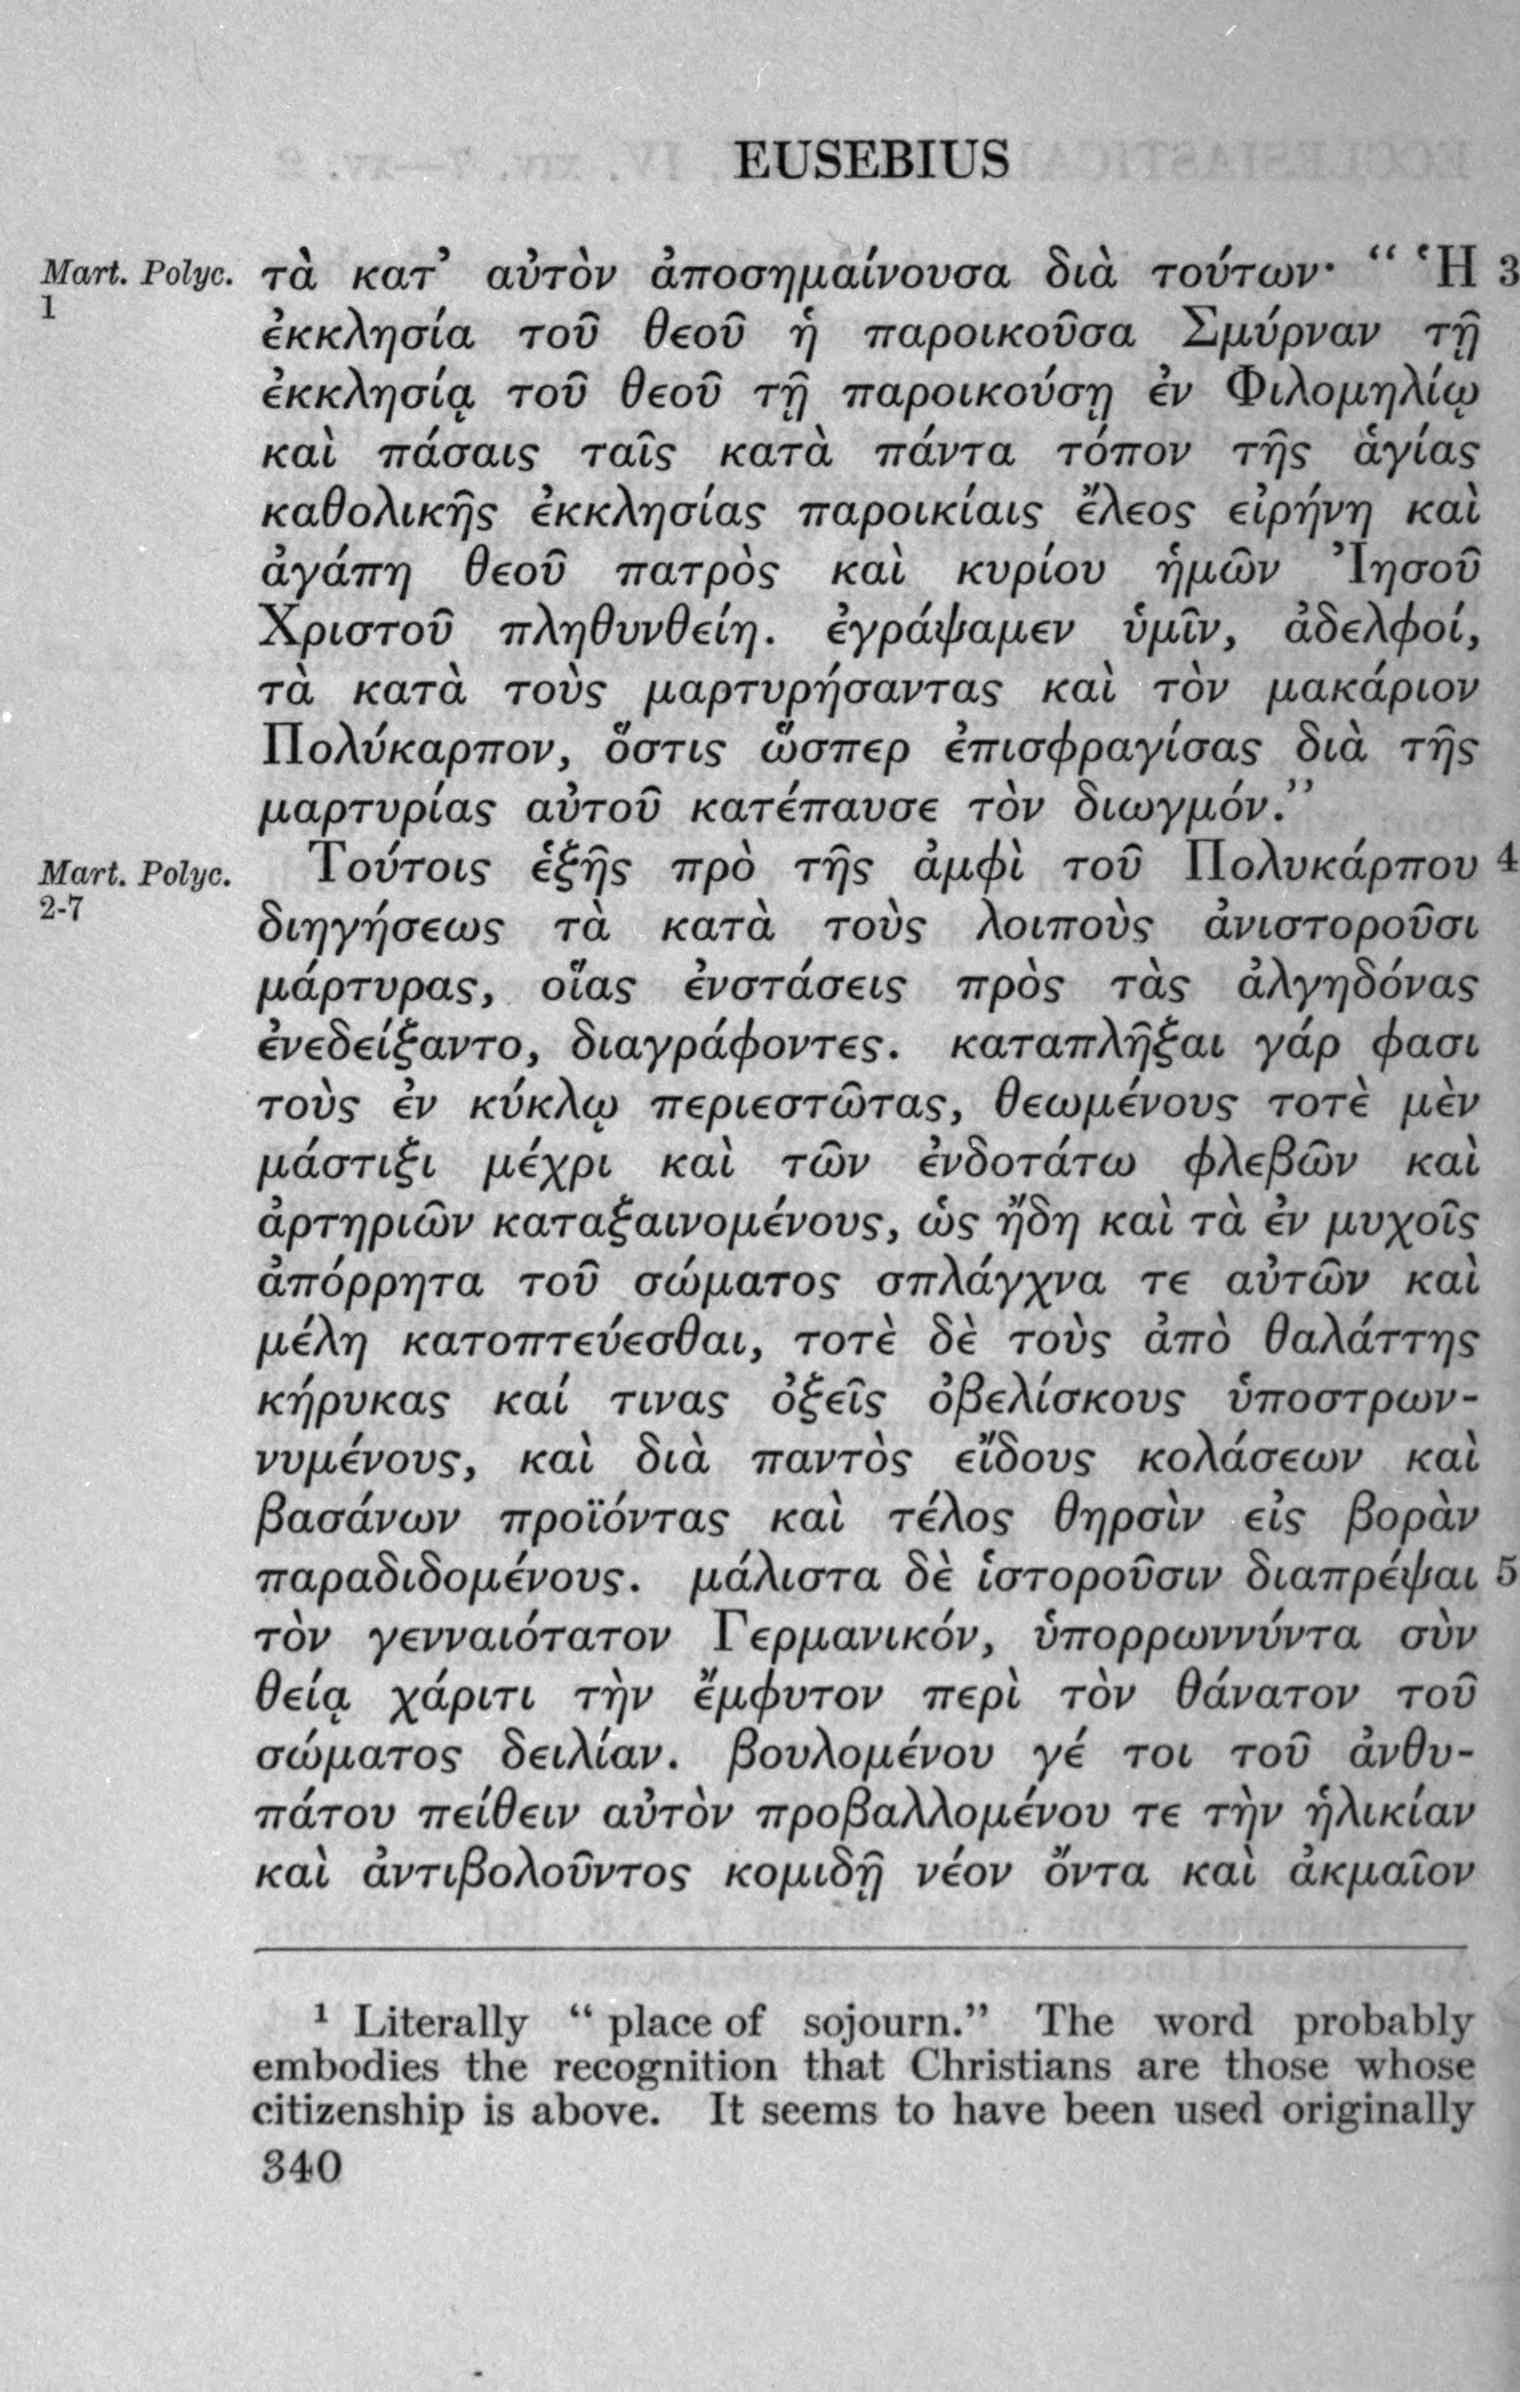 EUSEBIUS
Mart. Polyc. τὰ κατ’ αὐτὸν ἀποσημαίνουσα διὰ τούτων· “ Ἡ 3
1
ἐκκλησία τοῦ θεοῦ ἡ παροικοῦσα Σμύρναν τῇ
ἐκκλησίᾳ τοῦ θεοῦ τῇ παροικούσῃ ἐν Φιλομηλίῳ
καὶ πάσαις ταῖς κατὰ πάντα τόπον τῆς ἁγίας
καθολικῆς ἐκκλησίας παροικίαις ἔλεος εἰρήνη καὶ
ἀγάπη θεοῦ πατρὸς καὶ κυρίου ἡμῶν Ἰησοῦ
Χριστοῦ πληθυνθείη. ἐγράψαμεν ὑμῖν, ἀδελφοί,
τὰ κατὰ τοὺς μαρτυρήσαντας καὶ τὸν μακάριον
Πολύκαρπον, ὅστις ὥσπερ ἐπισφραγίσας διὰ τῆς
μαρτυρίας αὐτοῦ κατέπαυσε τὸν διωγμόν.”
Mart. Polyc. Τούτοις ἑξῆς πρὸ τῆς ἀμφὶ τοῦ Πολυκάρπου 4
2-7
διηγήσεως τὰ κατὰ τοὺς λοιποὺς ἀνιστοροῦσι
μάρτυρας, οἵας ἐνστάσεις πρὸς τὰς ἀλγηδόνας
ἐνεδείξαντο, διαγράφοντες. καταπλῆξαι γάρ φασι
τοὺς ἐν κύκλῳ περιεστῶτας, θεωμένους τοτὲ μὲν
μάστιξι μέχρι καὶ τῶν ἐνδοτάτω φλεβῶν καὶ
ἀρτηριῶν καταξαινομένους, ὡς ἤδη καὶ τὰ ἐν μυχοῖς
ἀπόρρητα τοῦ σώματος σπλάγχνα τε αὐτῶν καὶ
μέλη κατοπτεύεσθαι, τοτὲ δὲ τοὺς ἀπὸ θαλάττης
κήρυκας καί τινας ὀξεῖς ὀβελίσκους ὑποστρων-
νυμένους, καὶ διὰ παντὸς εἴδους κολάσεων καὶ
βασάνων προϊόντας καὶ τέλος θηρσὶν εἰς βορὰν
παραδιδομένους. μάλιστα δὲ ἱστοροῦσιν διαπρέψαι 5
τὸν γενναιότατον Γερμανικόν, ὑπορρωννύντα σὺν
θείᾳ χάριτι τὴν ἔμφυτον περὶ τὸν θάνατον τοῦ
σώματος δειλίαν. βουλομένου γέ τοι τοῦ ἀνθυ-
πάτου πείθειν αὐτὸν προβαλλομένου τε τὴν ἡλικίαν
καὶ ἀντιβολοῦντος κομιδῇ νέον ὄντα καὶ ἀκμαῖον
1 Literally “ place of sojourn.” The word probably
embodies the recognition that Christians are those whose
citizenship is above. It seems to have been used originally
340